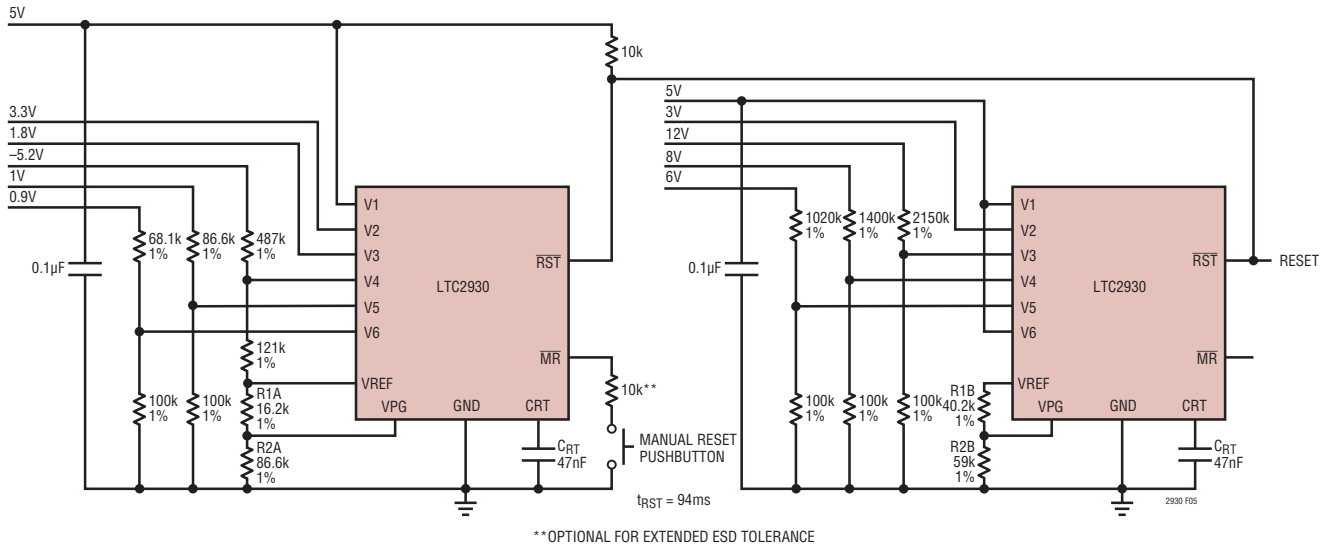 5V
10k
3.3V
1.8V
–5.2V
1V
0.9V
68.1k
1%
86.6k
1%
487k
1%
0.1µF
V1
V2
V3
V4
V5
V6
VREF
VPG
GND
CRT
RST
MR
LTC2930
121k
1%
100k
1%
100k
1%
R1A
16.2k
1%
R2A
86.6k
1%
CRT
47nF
10k**
MANUAL RESET
PUSHBUTTON
tRST = 94ms
5V
3V
12V
8V
6V
1020k
1%
1400k
1%
2150k
1%
0.1µF
V1
V2
V3
V4
V5
V6
VREF
VPG
GND
CRT
RST
MR
LTC2930
RESET
100k
1%
100k
1%
100k
1%
R1B
40.2k
1%
R2B
59k
1%
CRT
47nF
2930 F05
**OPTIONAL FOR EXTENDED ESD TOLERANCE